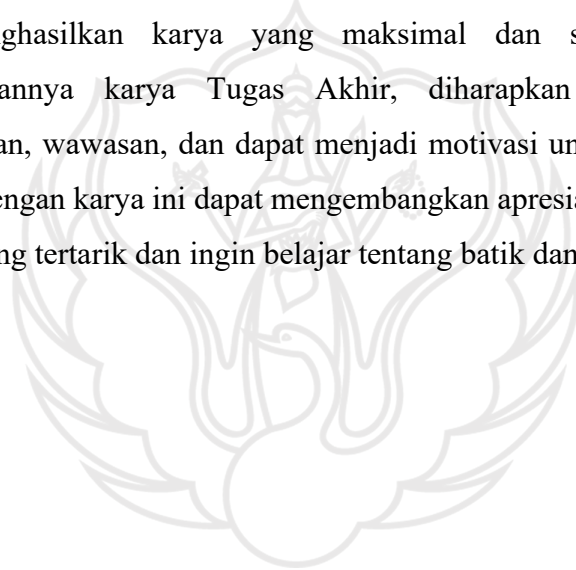 ghasilkan karya yang maksimal dan s
annya karya Tugas Akhir, diharapkan
an, wawasan, dan dapat menjadi motivasi un
engan karya ini dapat mengembangkan apresia
ng tertarik dan ingin belajar tentang batik dan